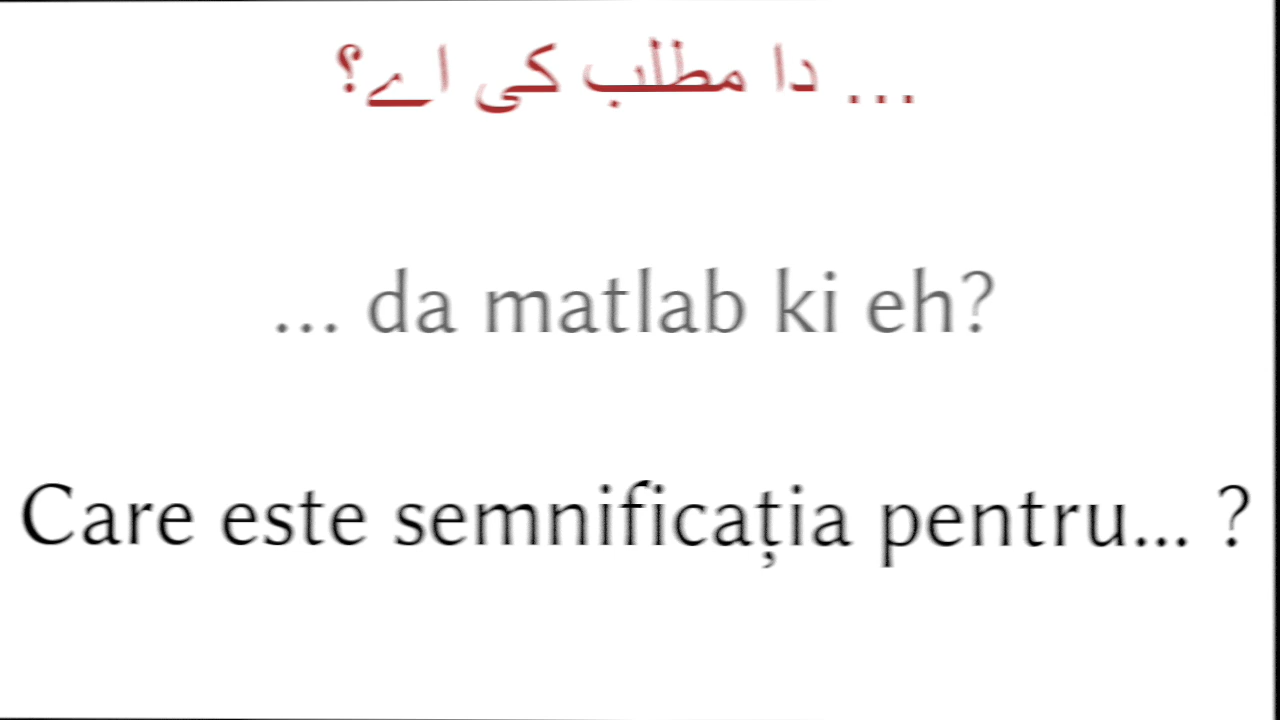 ... دا مطلب کی اے؟
... da matlab ki eh?
Care este semnificația pentru... ?